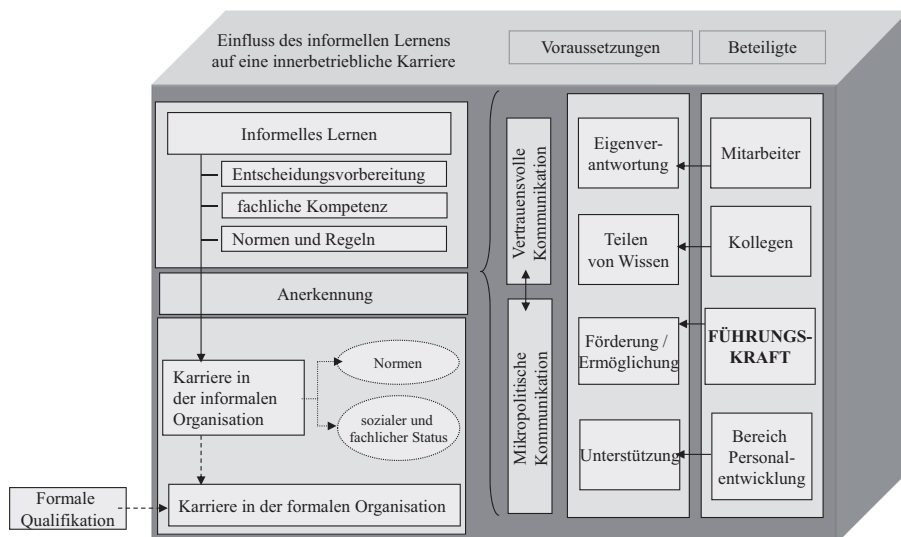 Einfluss des informellen Lernens
auf eine innerbetriebliche Karriere
Voraussetzungen
Beteiligte
Informelles Lernen
Entscheidungsvorbereitung
fachliche Kompetenz
Normen und Regeln
Anerkennung
Karriere in
der informalen
Organisation
Normen
sozialer und
fachlicher Status
Formale
Qualifikation
Karriere in der formalen Organisation
Vertrauensvolle
Kommunikation
Mikropolitische
Kommunikation
Eigenver-
antwortung
Teilen
von Wissen
Förderung /
Ermöglichung
Unterstützung
Mitarbeiter
Kollegen
FÜHRUNGS-
KRAFT
Bereich
Personal-
entwicklung